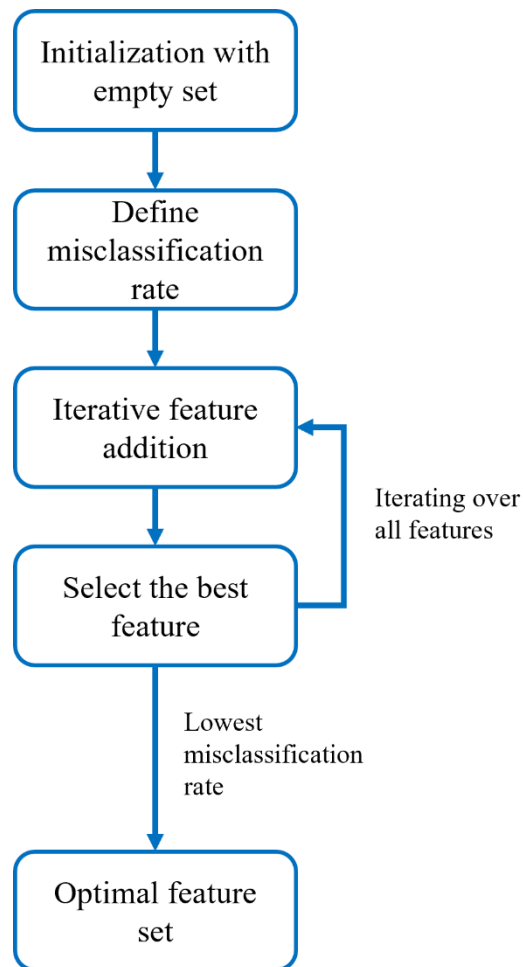 Initialization with
empty set
Define
misclassification
rate
Iterative feature
addition
Iterating over
all features
Select the best
feature
Lowest
misclassification
rate
Optimal feature
set